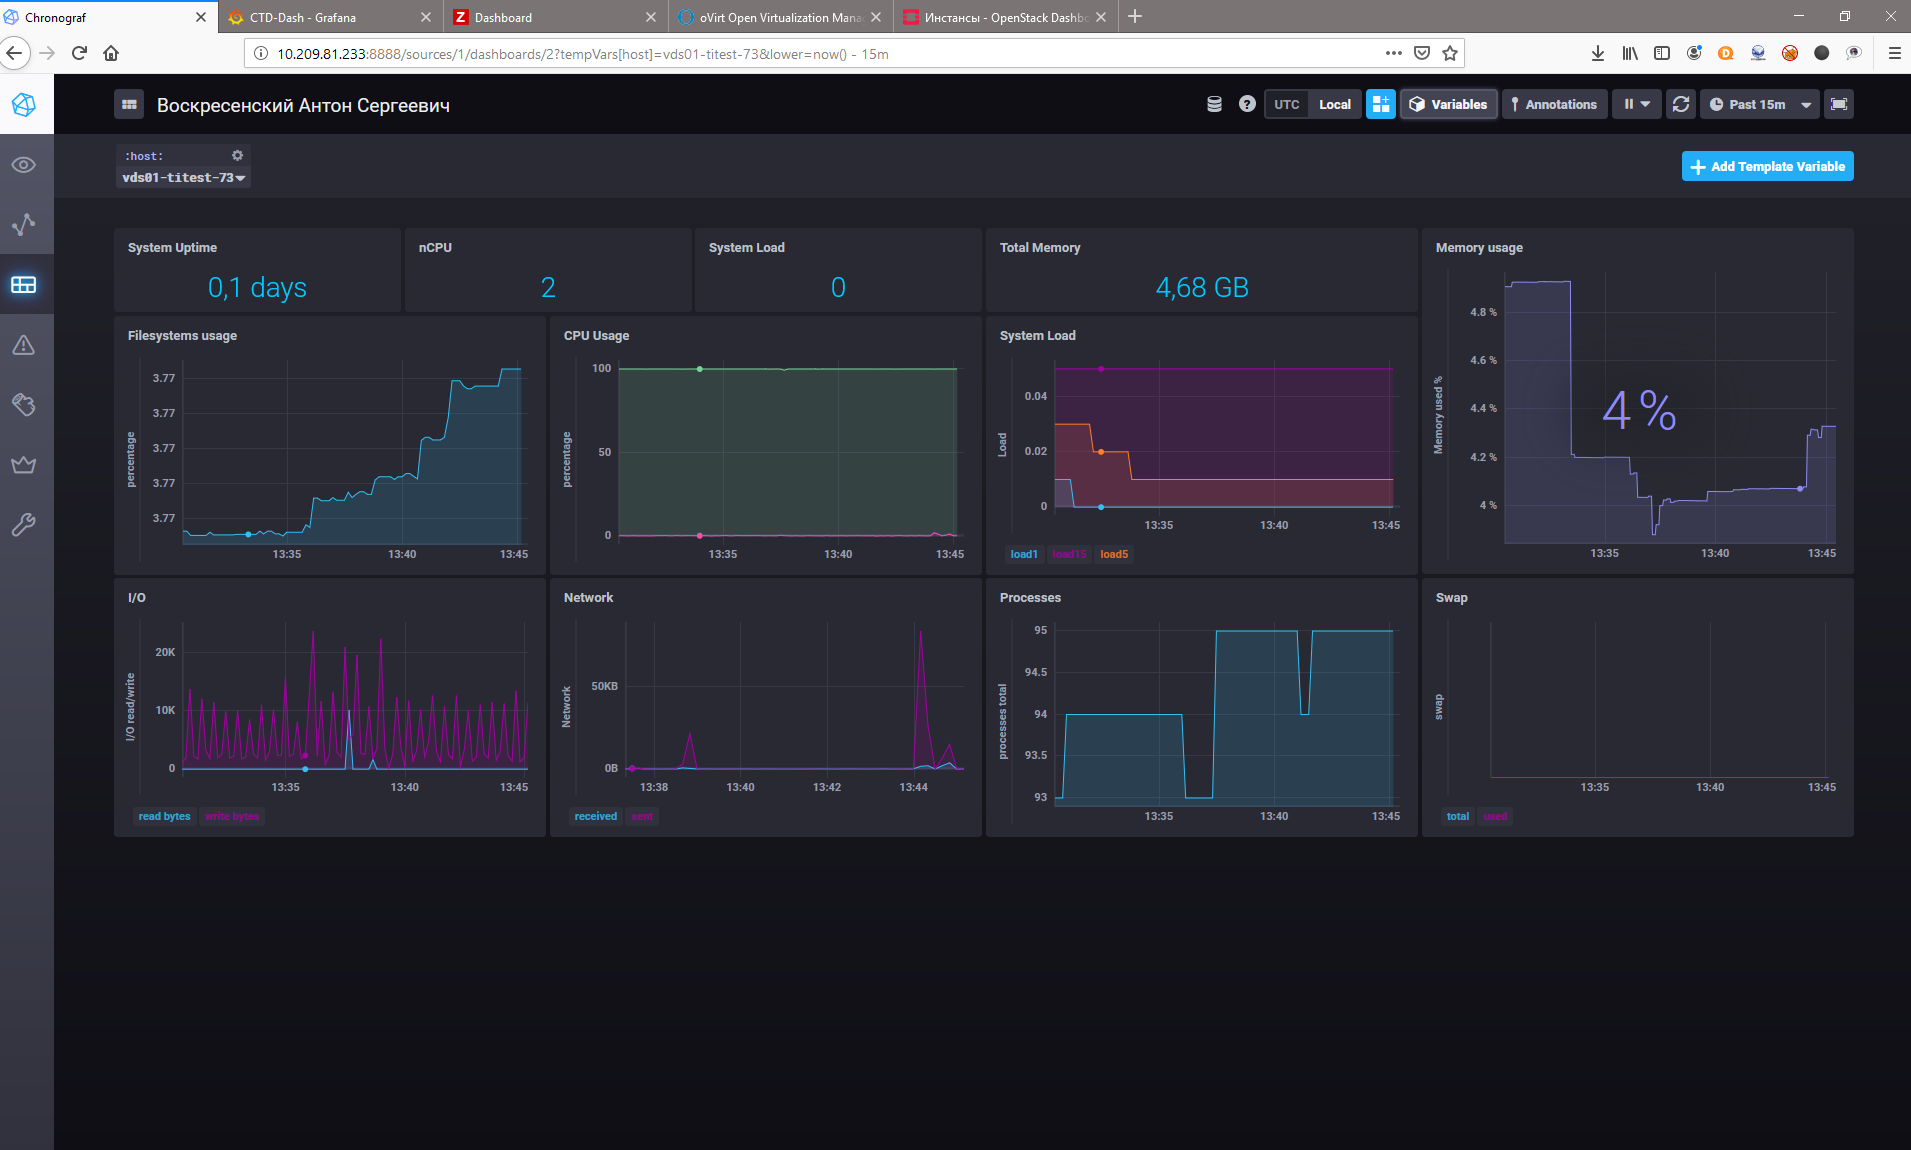 Chronograf
CTD-Dash - Grafana
Z Dashboard
oVirt Open Virtualization Mana
Инстансы - OpenStack Dashbo
10.209.81.233:8888/sources/1/dashboards/2?tempVars[host]=vds01-titest-73&lower=now() - 15m
Воскресенский Антон Сергеевич
UTC Local Variables Annotations Past 15m
:host:
vds01-titest-73
Add Template Variable
System Uptime
0,1 days
nCPU
2
System Load
0
Total Memory
4,68 GB
Memory usage
4.8 %
4.6 %
4.4 %
4.2 %
4 %
Memory used %
4 %
13:35 13:40 13:45
Filesystems usage
3.77
3.77
3.77
3.77
3.77
percentage
13:35 13:40 13:45
CPU Usage
100
50
0
percentage
13:35 13:40 13:45
System Load
0.04
0.02
0
Load
13:35 13:40 13:45
load1 load15 load5
I/O
20K
10K
0
I/O read/write
13:35 13:40 13:45
read bytes write bytes
Network
50KB
0B
Network
13:38 13:40 13:42 13:44
received sent
Processes
95
94.5
94
93.5
93
processes total
13:35 13:40 13:45
Swap
swap
13:35 13:40 13:45
total used